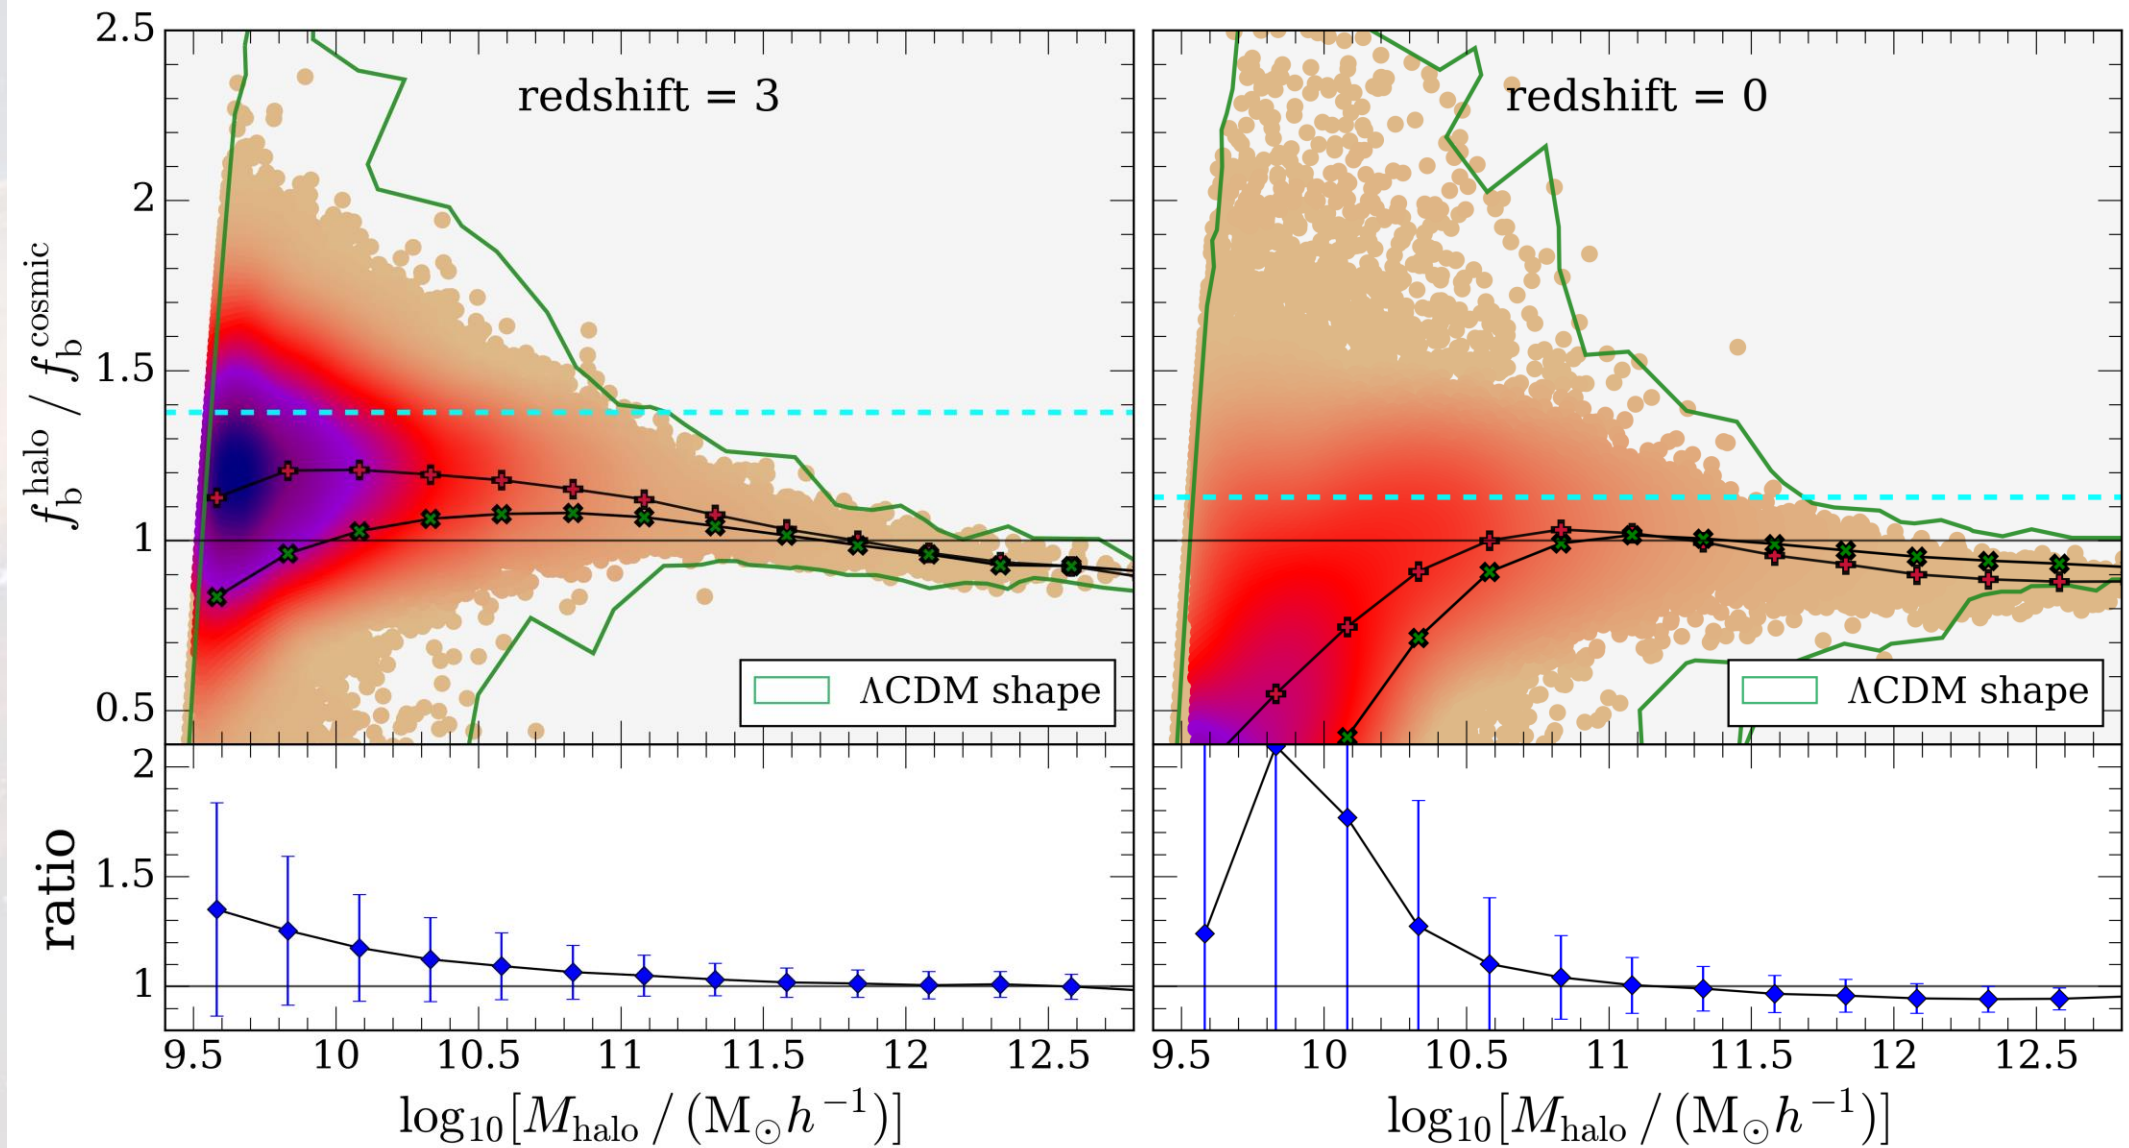 redshift = 3
redshift = 0
f_b^halo / f_b^cosmic
2.5
2
1.5
1
0.5
ΛCDM shape
ΛCDM shape
ratio
2
1.5
1
9.5 10 10.5 11 11.5 12 12.5
9.5 10 10.5 11 11.5 12 12.5
log₁₀[M_halo / (M_⊙ h⁻¹)]
log₁₀[M_halo / (M_⊙ h⁻¹)]